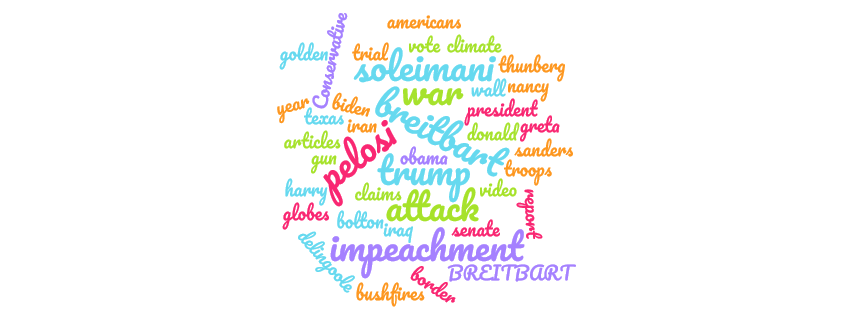 americans
Conservative
golden
trial
vote
climate
soleimani
thunberg
war
wall
nancy
year
biden
breitbart
president
texas
iran
donald
greta
articles
pelosi
obama
sanders
gun
trump
troops
harry
claims
video
attack
report
globes
bolton
iraq
senate
delingpole
impeachment
BREITBART
border
bushfires